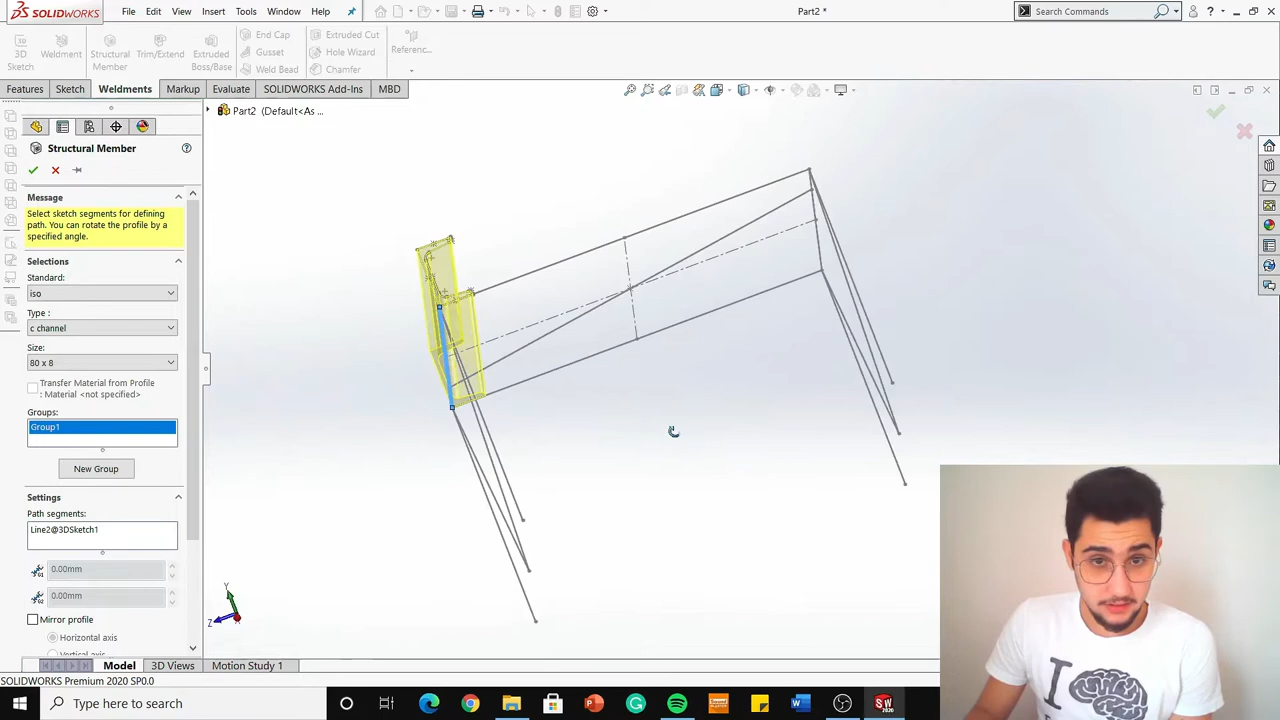 SOLIDWORKS
File Edit View Insert Tools Window Help
Part2 *
Search Commands
3D Sketch
Weldment
Structural Member
Trim/Extend
Extruded Boss/Base
End Cap
Gusset
Weld Bead
Extruded Cut
Hole Wizard
Chamfer
Referenc...
Features Sketch Weldments Markup Evaluate SOLIDWORKS Add-Ins MBD
Part2 (Default<As ...
Structural Member
Message
Select sketch segments for defining
path. You can rotate the profile by a
specified angle.
Selections
Standard:
iso
Type :
c channel
Size:
80 x 8
Transfer Material from Profile
: Material <not specified>
Groups:
Group1
New Group
Settings
Path segments:
Line2@3DSketch1
0.00mm
0.00mm
Mirror profile
Horizontal axis
Vertical axis
Y
Z
Model 3D Views Motion Study 1
SOLIDWORKS Premium 2020 SP0.0
Type here to search
SW
2020
I